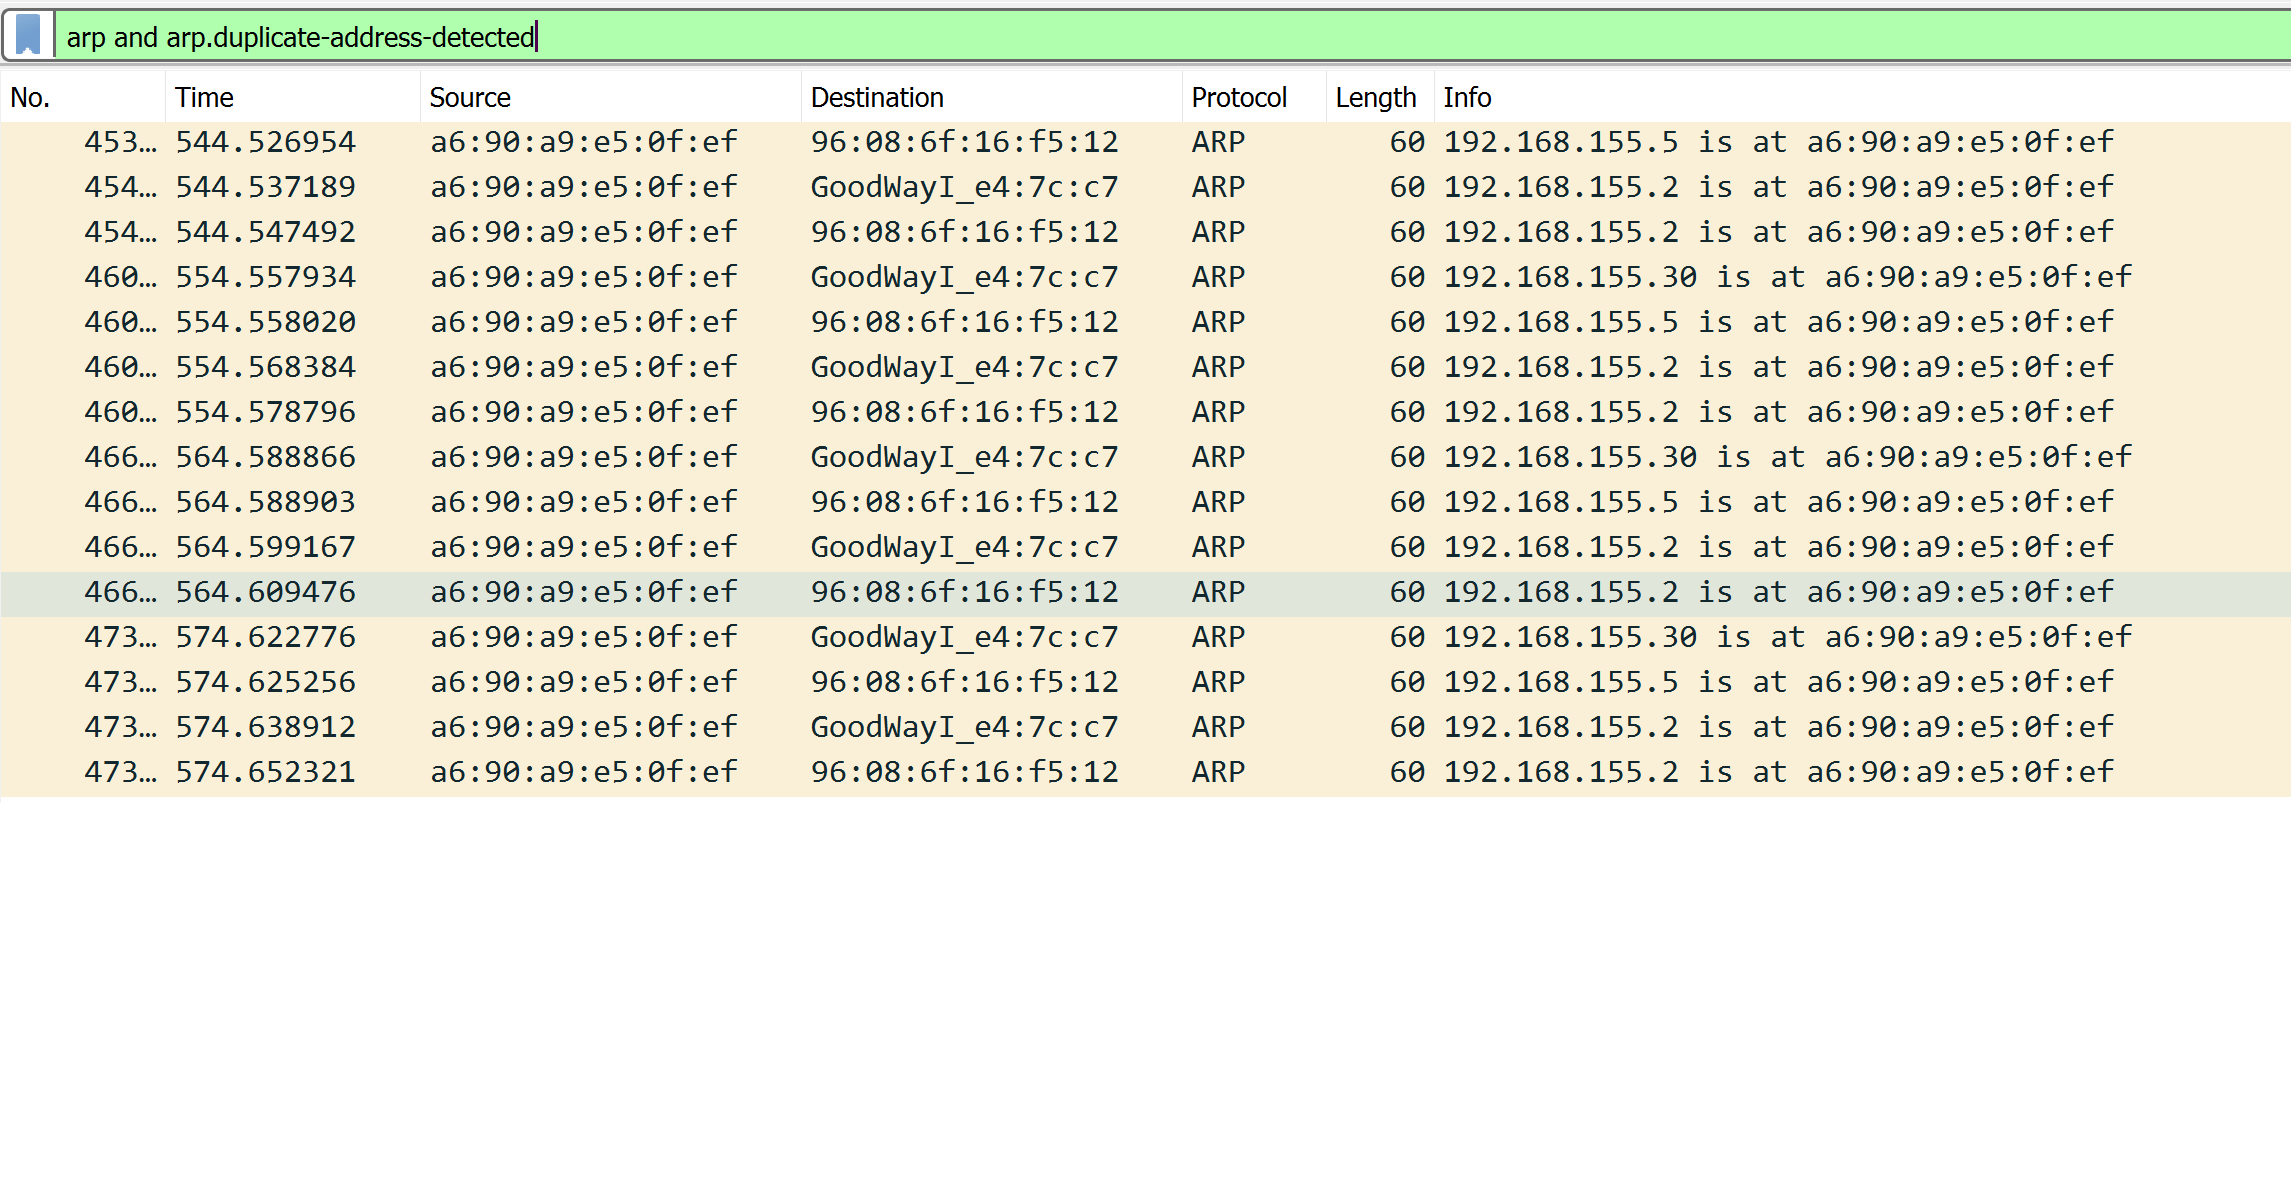 arp and arp.duplicate-address-detected
No. Time Source Destination Protocol Length Info
453… 544.526954 a6:90:a9:e5:0f:ef 96:08:6f:16:f5:12 ARP 60 192.168.155.5 is at a6:90:a9:e5:0f:ef
454… 544.537189 a6:90:a9:e5:0f:ef GoodWayI_e4:7c:c7 ARP 60 192.168.155.2 is at a6:90:a9:e5:0f:ef
454… 544.547492 a6:90:a9:e5:0f:ef 96:08:6f:16:f5:12 ARP 60 192.168.155.2 is at a6:90:a9:e5:0f:ef
460… 554.557934 a6:90:a9:e5:0f:ef GoodWayI_e4:7c:c7 ARP 60 192.168.155.30 is at a6:90:a9:e5:0f:ef
460… 554.558020 a6:90:a9:e5:0f:ef 96:08:6f:16:f5:12 ARP 60 192.168.155.5 is at a6:90:a9:e5:0f:ef
460… 554.568384 a6:90:a9:e5:0f:ef GoodWayI_e4:7c:c7 ARP 60 192.168.155.2 is at a6:90:a9:e5:0f:ef
460… 554.578796 a6:90:a9:e5:0f:ef 96:08:6f:16:f5:12 ARP 60 192.168.155.2 is at a6:90:a9:e5:0f:ef
466… 564.588866 a6:90:a9:e5:0f:ef GoodWayI_e4:7c:c7 ARP 60 192.168.155.30 is at a6:90:a9:e5:0f:ef
466… 564.588903 a6:90:a9:e5:0f:ef 96:08:6f:16:f5:12 ARP 60 192.168.155.5 is at a6:90:a9:e5:0f:ef
466… 564.599167 a6:90:a9:e5:0f:ef GoodWayI_e4:7c:c7 ARP 60 192.168.155.2 is at a6:90:a9:e5:0f:ef
466… 564.609476 a6:90:a9:e5:0f:ef 96:08:6f:16:f5:12 ARP 60 192.168.155.2 is at a6:90:a9:e5:0f:ef
473… 574.622776 a6:90:a9:e5:0f:ef GoodWayI_e4:7c:c7 ARP 60 192.168.155.30 is at a6:90:a9:e5:0f:ef
473… 574.625256 a6:90:a9:e5:0f:ef 96:08:6f:16:f5:12 ARP 60 192.168.155.5 is at a6:90:a9:e5:0f:ef
473… 574.638912 a6:90:a9:e5:0f:ef GoodWayI_e4:7c:c7 ARP 60 192.168.155.2 is at a6:90:a9:e5:0f:ef
473… 574.652321 a6:90:a9:e5:0f:ef 96:08:6f:16:f5:12 ARP 60 192.168.155.2 is at a6:90:a9:e5:0f:ef